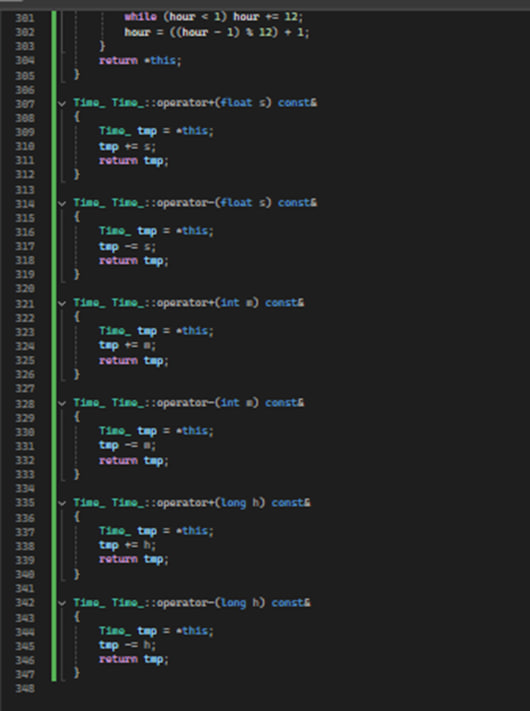 301 while (hour < 1) hour += 12;
302 hour = ((hour - 1) % 12) + 1;
303 }
304 return *this;
305 }
306
307 Time_ Time_::operator+(float s) const&
308 {
309 Time_ tmp = *this;
310 tmp += s;
311 return tmp;
312 }
313
314 Time_ Time_::operator-(float s) const&
315 {
316 Time_ tmp = *this;
317 tmp -= s;
318 return tmp;
319 }
320
321 Time_ Time_::operator+(int m) const&
322 {
323 Time_ tmp = *this;
324 tmp += m;
325 return tmp;
326 }
327
328 Time_ Time_::operator-(int m) const&
329 {
330 Time_ tmp = *this;
331 tmp -= m;
332 return tmp;
333 }
334
335 Time_ Time_::operator+(long h) const&
336 {
337 Time_ tmp = *this;
338 tmp += h;
339 return tmp;
340 }
341
342 Time_ Time_::operator-(long h) const&
343 {
344 Time_ tmp = *this;
345 tmp -= h;
346 return tmp;
347 }
348